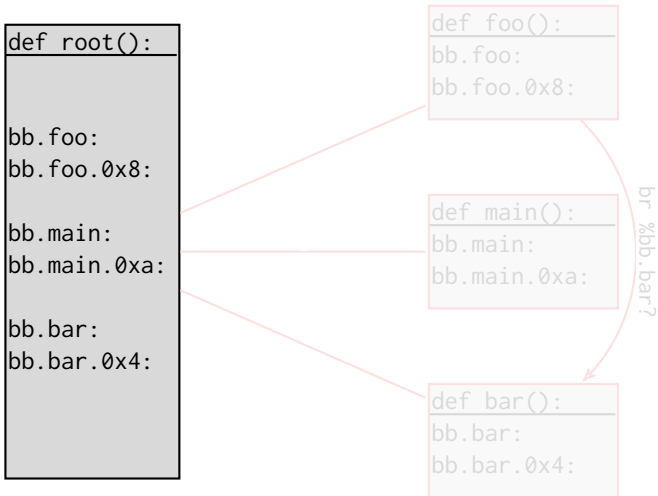 def root():
bb.foo:
bb.foo.0x8:
bb.main:
bb.main.0xa:
bb.bar:
bb.bar.0x4:
def foo():
bb.foo:
bb.foo.0x8:
def main():
bb.main:
bb.main.0xa:
br %bb.bar?
def bar():
bb.bar:
bb.bar.0x4: